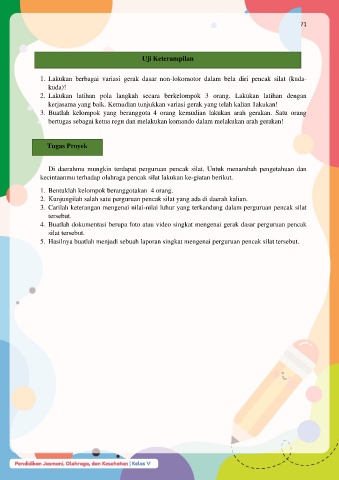 71
Uji Keterampilan
1. Lakukan berbagai variasi gerak dasar non-lokomotor dalam bela diri pencak silat (kuda-
kuda)!
2. Lakukan latihan pola langkah secara berkelompok 3 orang. Lakukan latihan dengan
kerjasama yang baik. Kemudian tunjukkan variasi gerak yang telah kalian lakukan!
3. Buatlah kelompok yang beranggota 4 orang kemudian lakukan arah gerakan. Satu orang
bertugas sebagai ketua regu dan melakukan komando dalam melakukan arah gerakan!
Tugas Proyek
Di daerahmu mungkin terdapat perguruan pencak silat. Untuk menambah pengetahuan dan
kecintaanmu terhadap olahraga pencak silat lakukan ke-giatan berikut.
1. Bentuklah kelompok beranggotakan 4 orang.
2. Kunjungilah salah satu perguruan pencak silat yang ada di daerah kalian.
3. Carilah keterangan mengenai nilai-nilai luhur yang terkandung dalam perguruan pencak silat
tersebut.
4. Buatlah dokumentasi berupa foto atau video singkat mengenai gerak dasar perguruan pencak
silat tersebut.
5. Hasilnya buatlah menjadi sebuah laporan singkat mengenai perguruan pencak silat tersebut.
Pendidikan Jasmani, Olahraga, dan Kesehatan | Kelas V